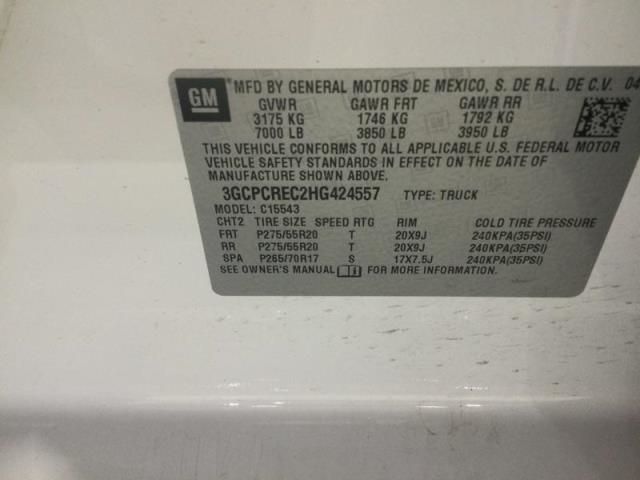 GM MFD BY GENERAL MOTORS DE MEXICO, S. DE R.L. DE C.V. 04
GVWR GAWR FRT GAWR RR
3175 KG 1746 KG 1792 KG
7000 LB 3850 LB 3950 LB
THIS VEHICLE CONFORMS TO ALL APPLICABLE U.S. FEDERAL MOTOR
VEHICLE SAFETY STANDARDS IN EFFECT ON THE DATE OF
MANUFACTURE SHOWN ABOVE.
3GCPCREC2HG424557 TYPE: TRUCK
MODEL: C15543
CHT2 TIRE SIZE SPEED RTG RIM COLD TIRE PRESSURE
FRT P275/55R20 T 20X9J 240KPA(35PSI)
RR P275/55R20 T 20X9J 240KPA(35PSI)
SPA P265/70R17 S 17X7.5J 240KPA(35PSI)
SEE OWNER'S MANUAL FOR MORE INFORMATION.